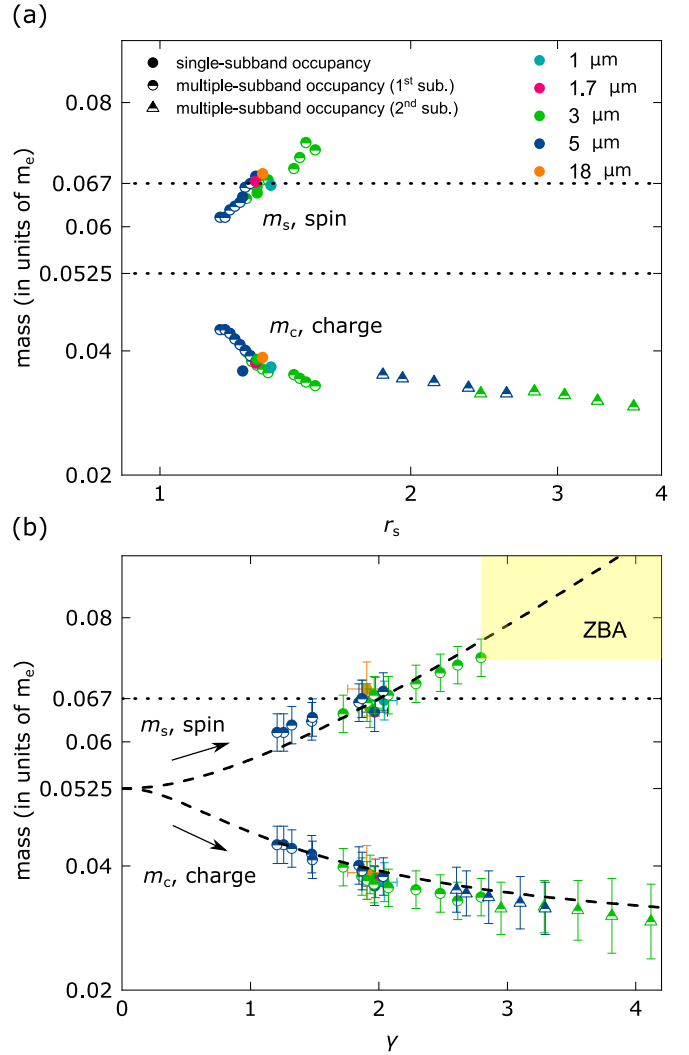 (a)
mass (in units of mₑ)
0.08
0.067
0.06
0.0525
0.04
0.02
single-subband occupancy
multiple-subband occupancy (1ˢᵗ sub.)
multiple-subband occupancy (2ⁿᵈ sub.)
1 μm
1.7 μm
3 μm
5 μm
18 μm
mₛ, spin
m꜀, charge
1 2 3 4
rₛ
(b)
mass (in units of mₑ)
0.08
0.067
0.06
0.0525
0.04
0.02
ZBA
mₛ, spin
m꜀, charge
0 1 2 3 4
γ